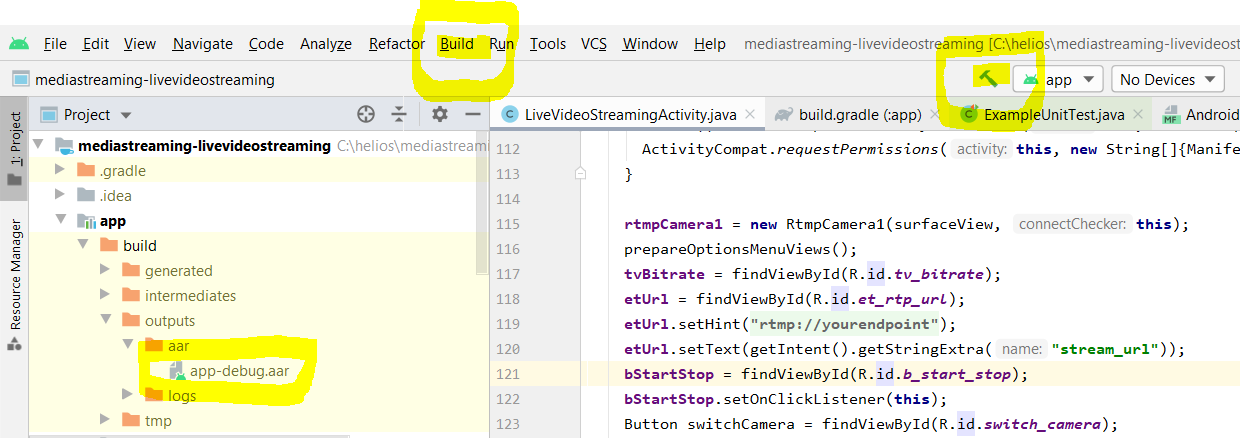 File Edit View Navigate Code Analyze Refactor Build Run Tools VCS Window Help mediastreaming-livevideostreaming [C:\helios\mediastreaming-livevideostre
mediastreaming-livevideostreaming app No Devices
1: Project
Resource Manager
Project
mediastreaming-livevideostreaming C:\helios\mediastreami
.gradle
.idea
app
build
generated
intermediates
outputs
aar
app-debug.aar
logs
tmp
LiveVideoStreamingActivity.java build.gradle (:app) ExampleUnitTest.java Android
112 ActivityCompat.requestPermissions( activity: this, new String[]{Manife
113 }
114
115 rtmpCamera1 = new RtmpCamera1(surfaceView, connectChecker: this);
116 prepareOptionsMenuViews();
117 tvBitrate = findViewById(R.id.tv_bitrate);
118 etUrl = findViewById(R.id.et_rtp_url);
119 etUrl.setHint("rtmp://yourendpoint");
120 etUrl.setText(getIntent().getStringExtra( name: "stream_url"));
121 bStartStop = findViewById(R.id.b_start_stop);
122 bStartStop.setOnClickListener(this);
123 Button switchCamera = findViewById(R.id.switch_camera);